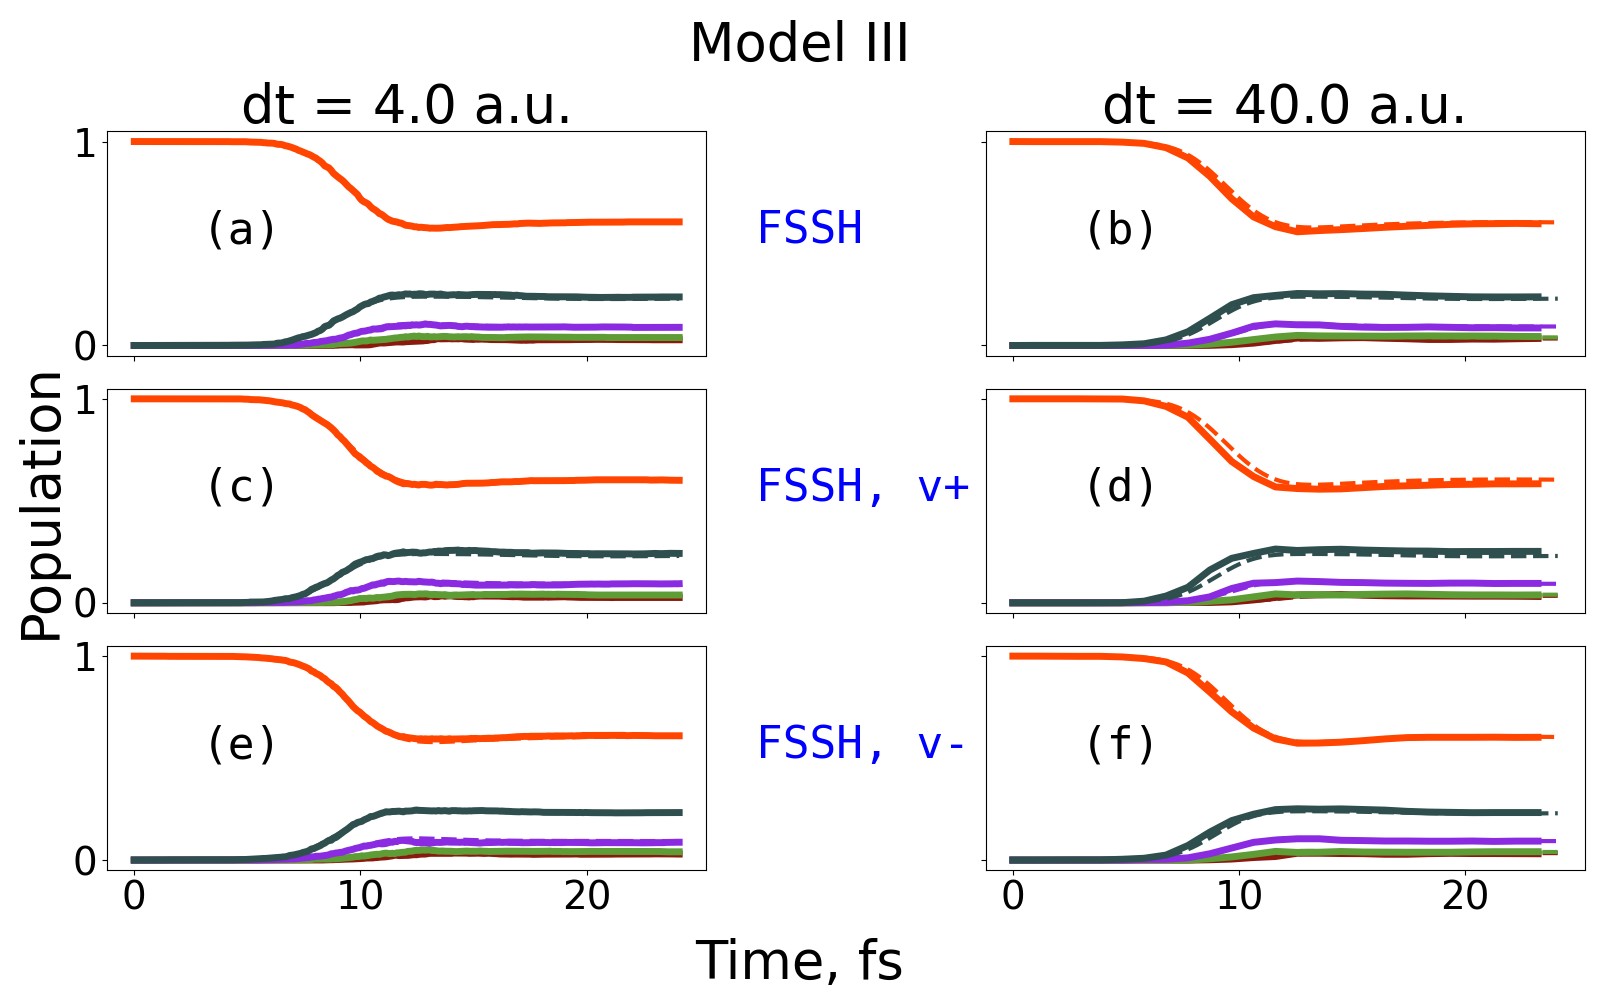 Model III
dt = 4.0 a.u.
dt = 40.0 a.u.
1
0
(a)
FSSH
(b)
1
0
(c)
FSSH, v+
(d)
1
0
(e)
FSSH, v-
(f)
0 10 20
0 10 20
Population
Time, fs